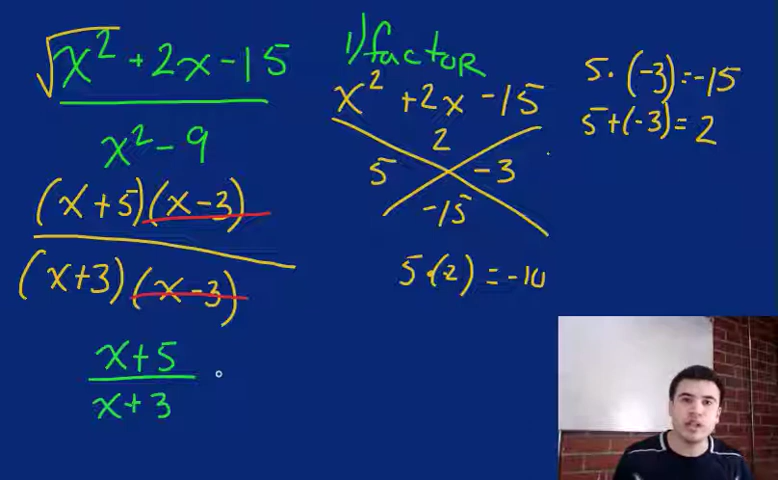 √x² + 2x - 15
x² - 9
(x + 5)(x - 3)
(x + 3)(x - 3)
x + 5
x + 3
1) factor
x² + 2x - 15
2
5 -3
-15
5 · (-2) = -10
5 · (-3) = -15
5 + (-3) = 2